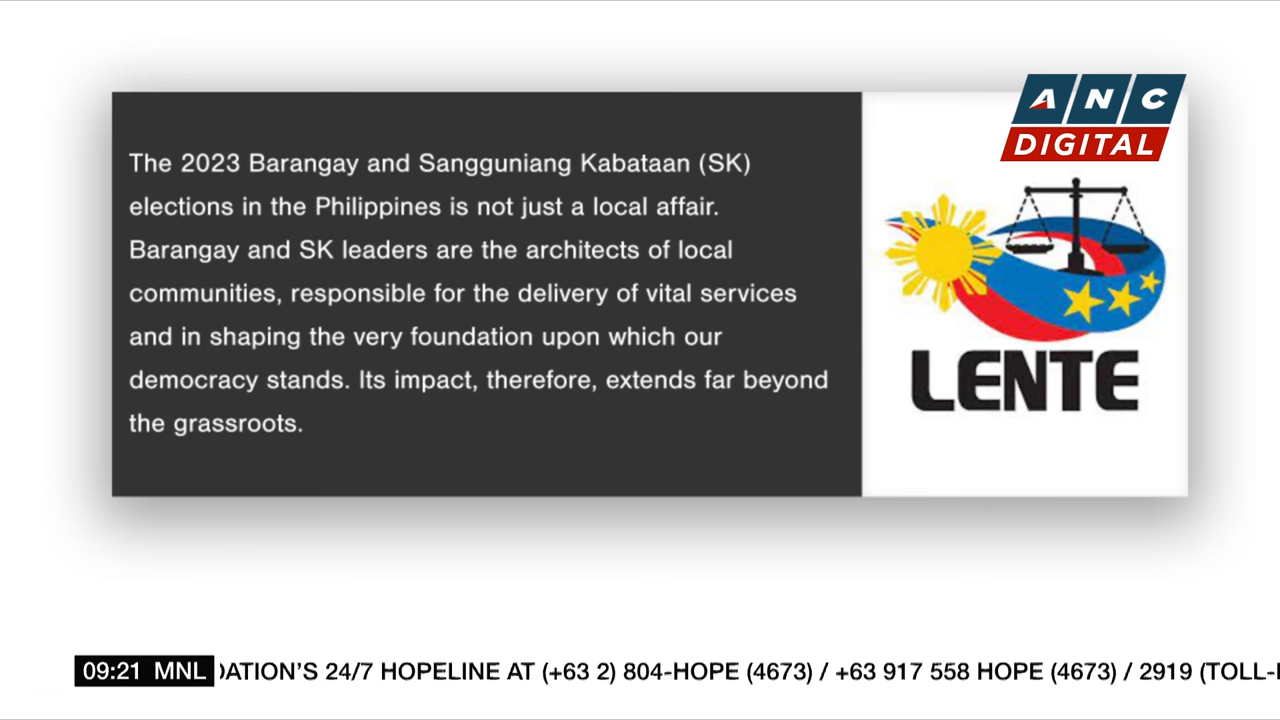 ANC
DIGITAL
The 2023 Barangay and Sangguniang Kabataan (SK)
elections in the Philippines is not just a local affair.
Barangay and SK leaders are the architects of local
communities, responsible for the delivery of vital services
and in shaping the very foundation upon which our
democracy stands. Its impact, therefore, extends far beyond
the grassroots.
LENTE
09:21 MNL
24/7 HOPELINE AT (+63 2) 804-HOPE (4673) / +63 917 558 HOPE (4673) / 2919